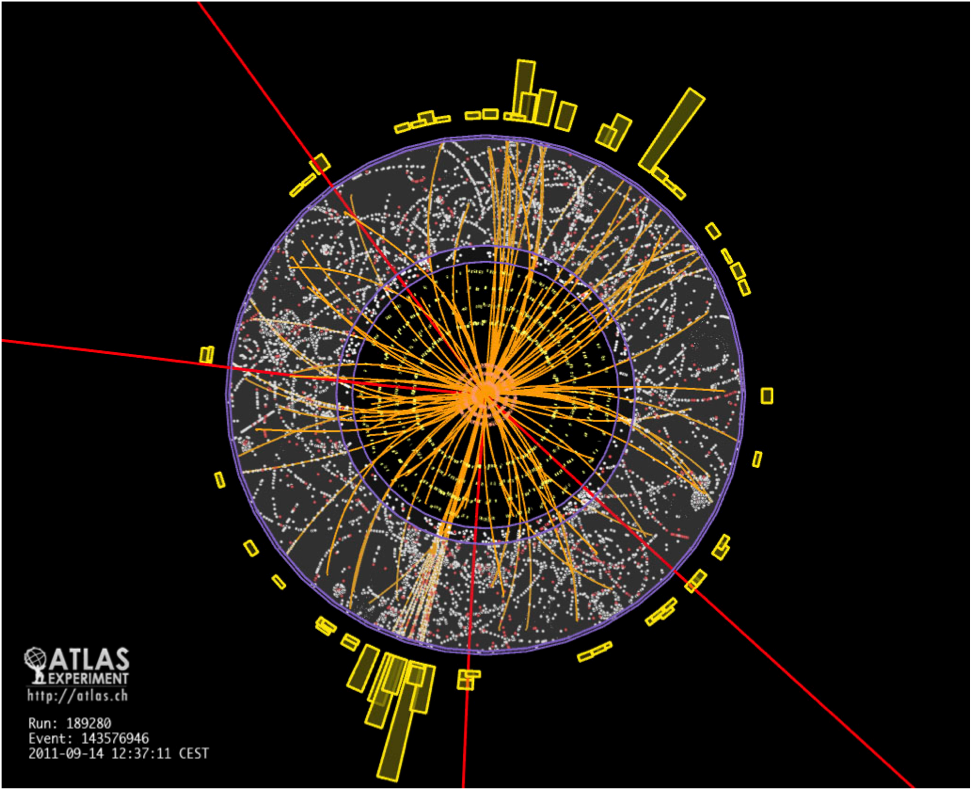 ATLAS
EXPERIMENT
http://atlas.ch
Run: 189280
Event: 143576946
2011-09-14 12:37:11 CEST